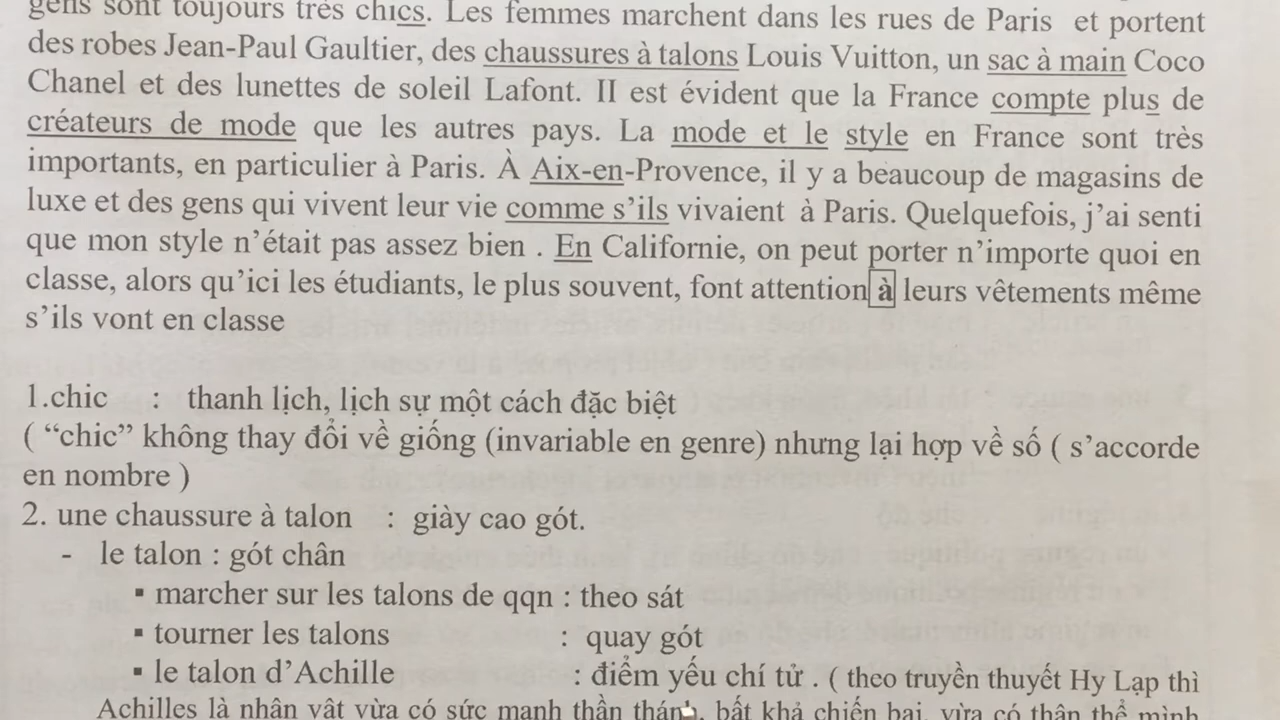 gens sont toujours très chics. Les femmes marchent dans les rues de Paris et portent
des robes Jean-Paul Gaultier, des chaussures à talons Louis Vuitton, un sac à main Coco
Chanel et des lunettes de soleil Lafont. II est évident que la France compte plus de
créateurs de mode que les autres pays. La mode et le style en France sont très
importants, en particulier à Paris. À Aix-en-Provence, il y a beaucoup de magasins de
luxe et des gens qui vivent leur vie comme s’ils vivaient à Paris. Quelquefois, j’ai senti
que mon style n’était pas assez bien . En Californie, on peut porter n’importe quoi en
classe, alors qu’ici les étudiants, le plus souvent, font attention à leurs vêtements même
s’ils vont en classe
1.chic : thanh lịch, lịch sự một cách đặc biệt
( “chic” không thay đổi về giống (invariable en genre) nhưng lại hợp về số ( s’accorde
en nombre )
2. une chaussure à talon : giày cao gót.
- le talon : gót chân
▪ marcher sur les talons de qqn : theo sát
▪ tourner les talons : quay gót
▪ le talon d’Achille : điểm yếu chí tử . ( theo truyền thuyết Hy Lạp thì
Achilles là nhân vật vừa có sức mạnh thần thánh, bất khả chiến bại, vừa có thân thể mình